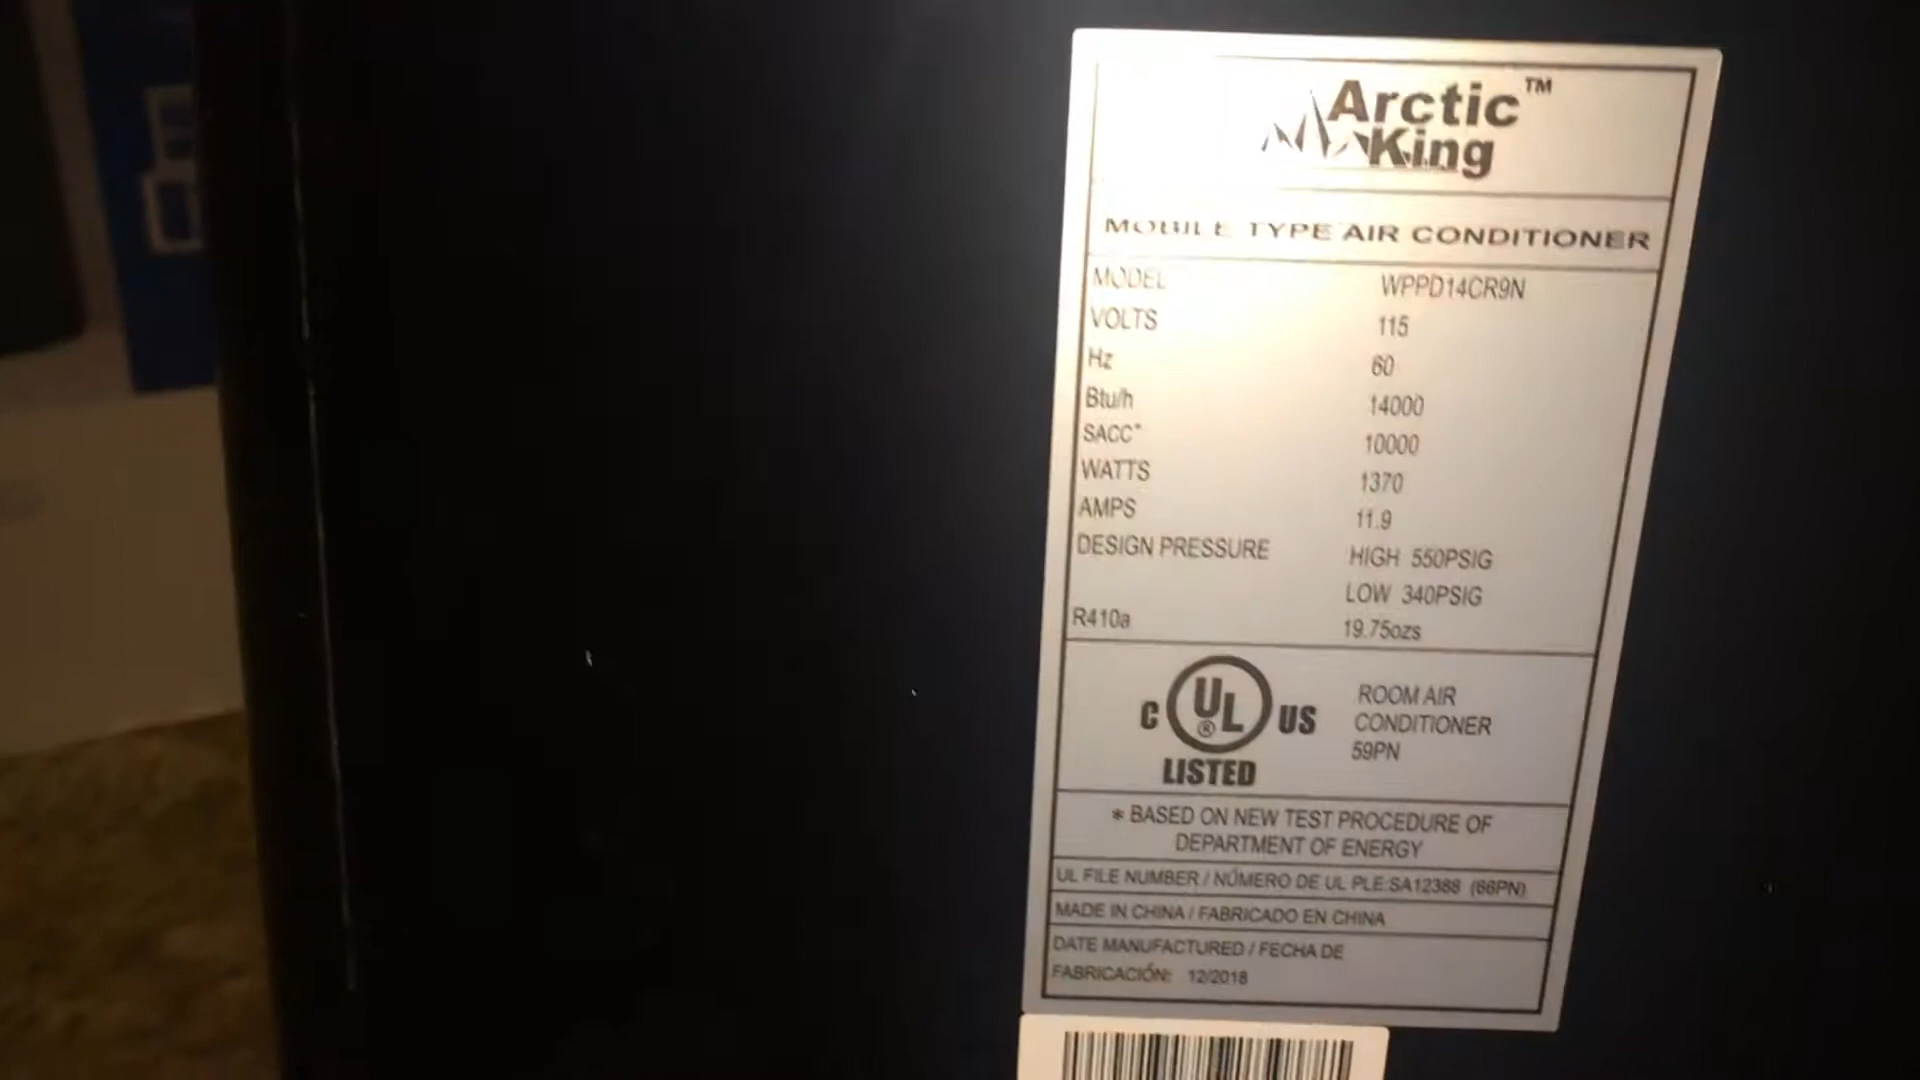 Arctic™
King
MOBILE TYPE AIR CONDITIONER
MODEL WPPD14CR9N
VOLTS 115
Hz 60
Btu/h 14000
SACC* 10000
WATTS 1370
AMPS 11.9
DESIGN PRESSURE HIGH 550PSIG
LOW 340PSIG
R410a 19.75ozs
C UL® US
LISTED
ROOM AIR
CONDITIONER
59PN
* BASED ON NEW TEST PROCEDURE OF
DEPARTMENT OF ENERGY
UL FILE NUMBER / NÚMERO DE UL PLE:SA12388 (66PN)
MADE IN CHINA / FABRICADO EN CHINA
DATE MANUFACTURED / FECHA DE
FABRICACIÓN: 12/2018